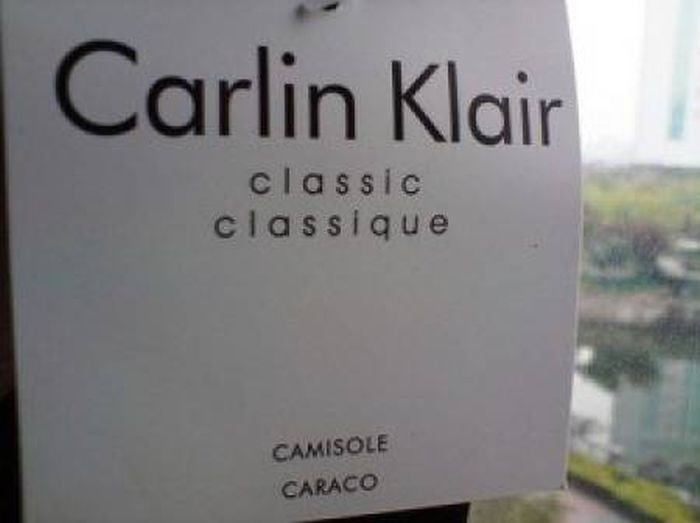 Carlin Klair
classic
classique
CAMISOLE
CARACO